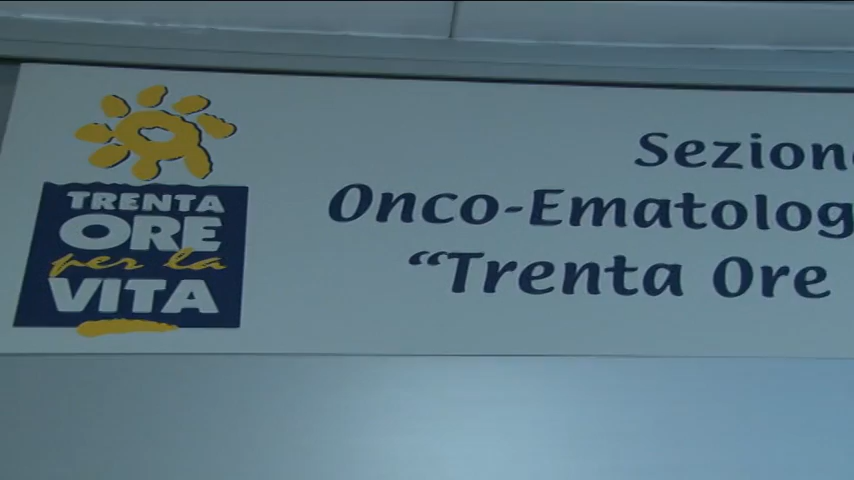 TRENTA
ORE
per la
VITA
Sezion
Onco-Ematolog
"Trenta Ore